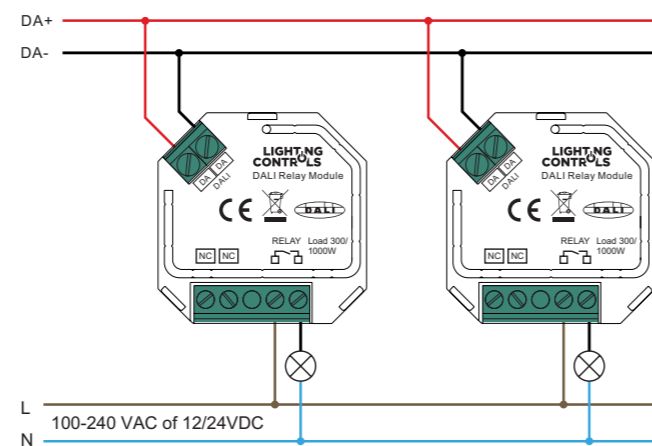 DA+
DA-
LIGHTING
CONTROLS
DALI Relay Module
DA DA
DALI
CE
DALI
NC NC
RELAY Load 300/
1000W
LIGHTING
CONTROLS
DALI Relay Module
DA DA
DALI
CE
DALI
NC NC
RELAY Load 300/
1000W
L
100-240 VAC of 12/24VDC
N